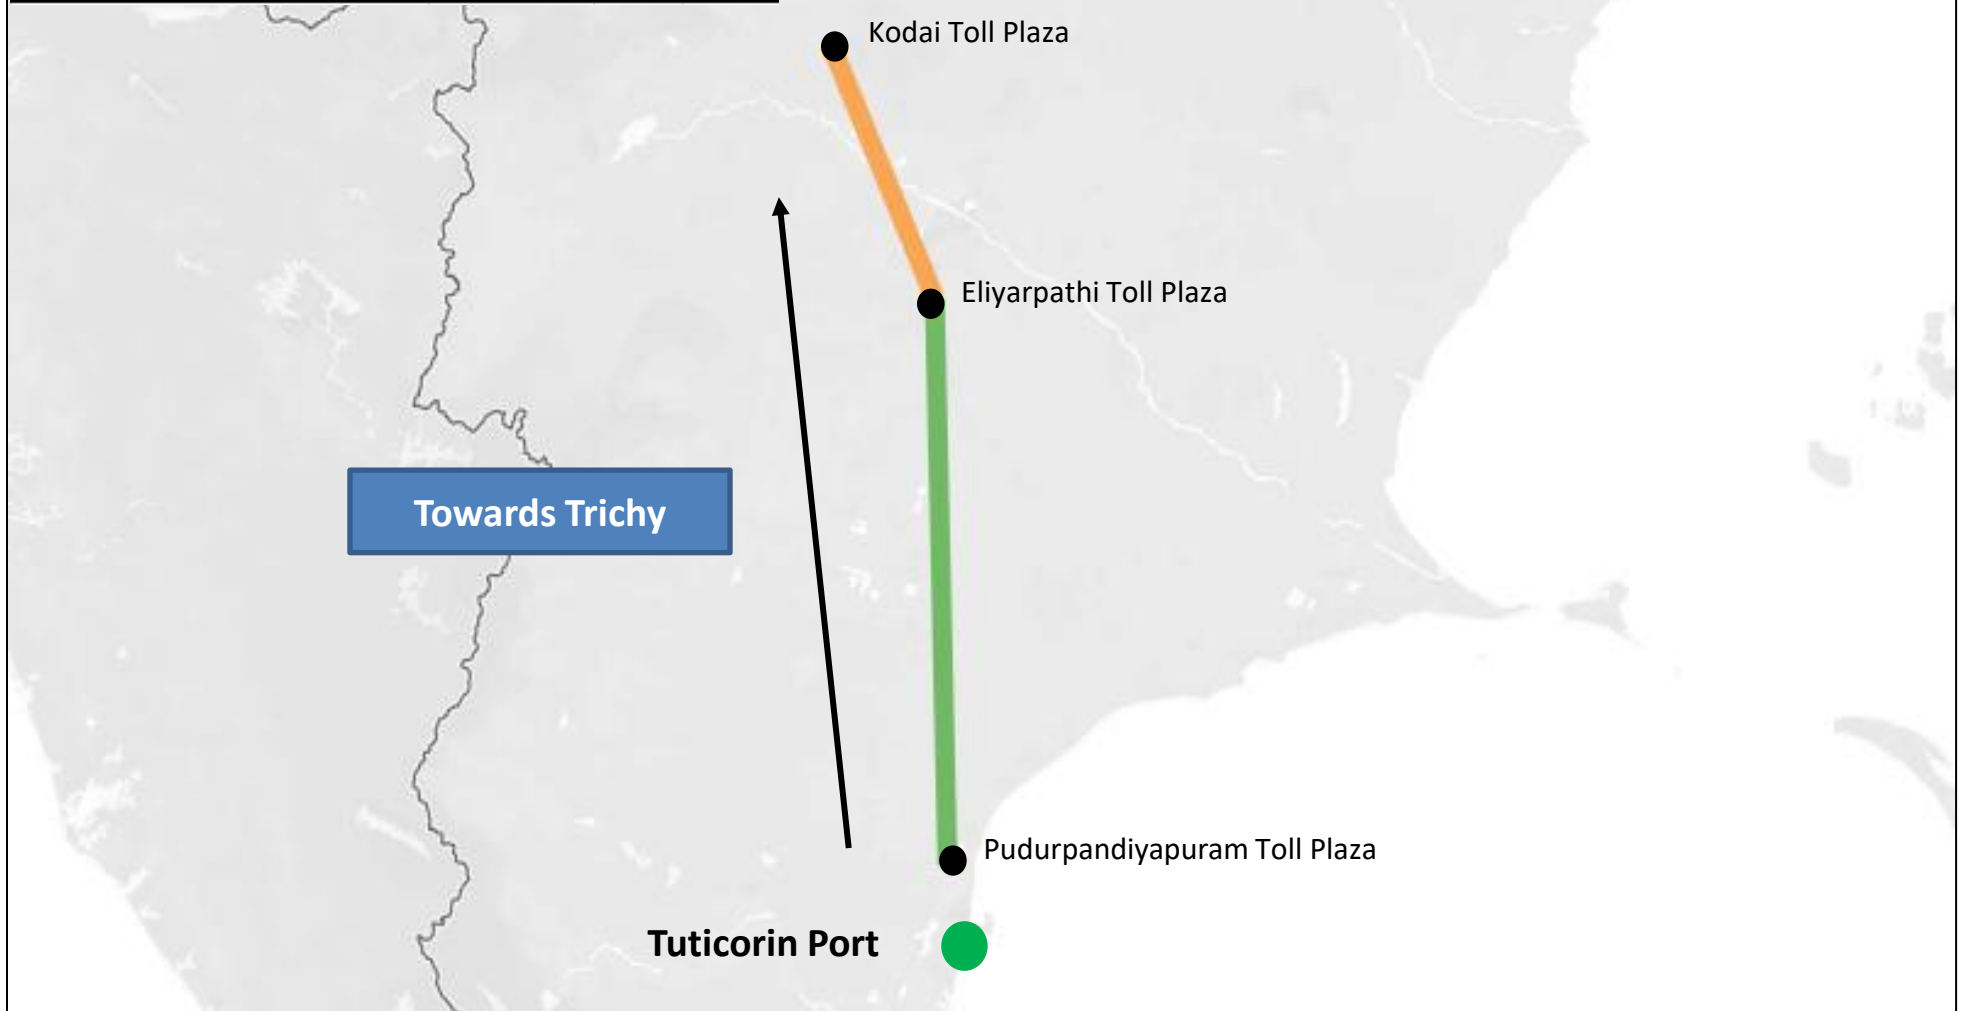 Kodai Toll Plaza
Eliyarpathi Toll Plaza
Towards Trichy
Pudurpandiyapuram Toll Plaza
Tuticorin Port